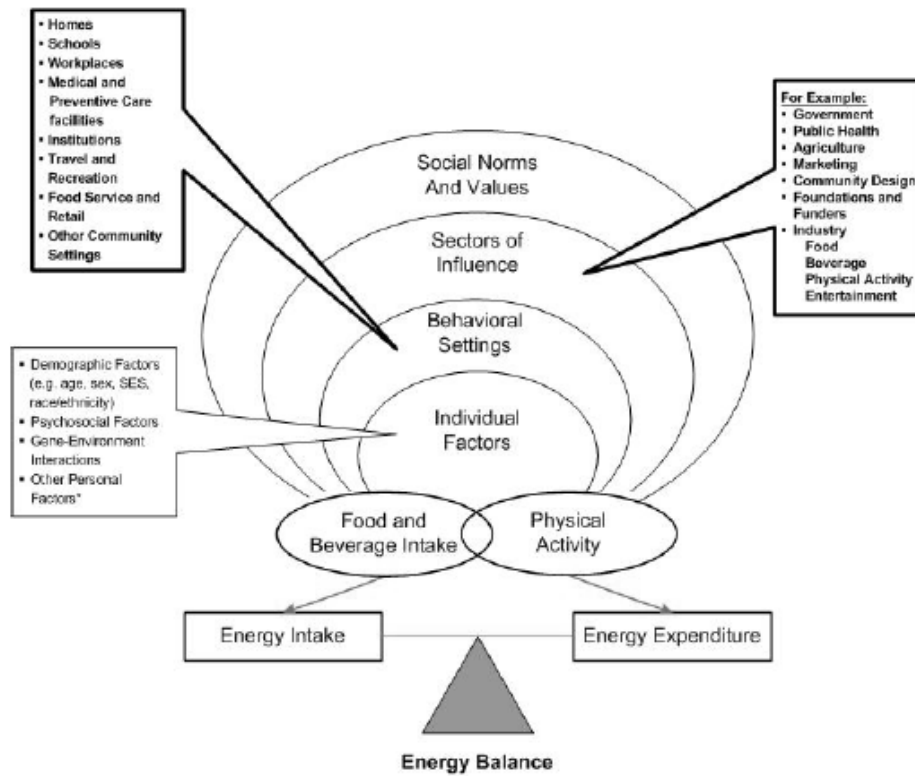 ▪ Homes
▪ Schools
▪ Workplaces
▪ Medical and
Preventive Care
facilities
▪ Institutions
▪ Travel and
Recreation
▪ Food Service and
Retail
▪ Other Community
Settings
For Example:
▪ Government
▪ Public Health
▪ Agriculture
▪ Marketing
▪ Community Design
▪ Foundations and
Funders
▪ Industry
Food
Beverage
Physical Activity
Entertainment
Social Norms
And Values
Sectors of
Influence
Behavioral
Settings
▪ Demographic Factors
(e.g. age, sex, SES,
race/ethnicity)
▪ Psychosocial Factors
▪ Gene-Environment
Interactions
▪ Other Personal
Factors*
Individual
Factors
Food and
Beverage Intake
Physical
Activity
Energy Intake
Energy Expenditure
Energy Balance